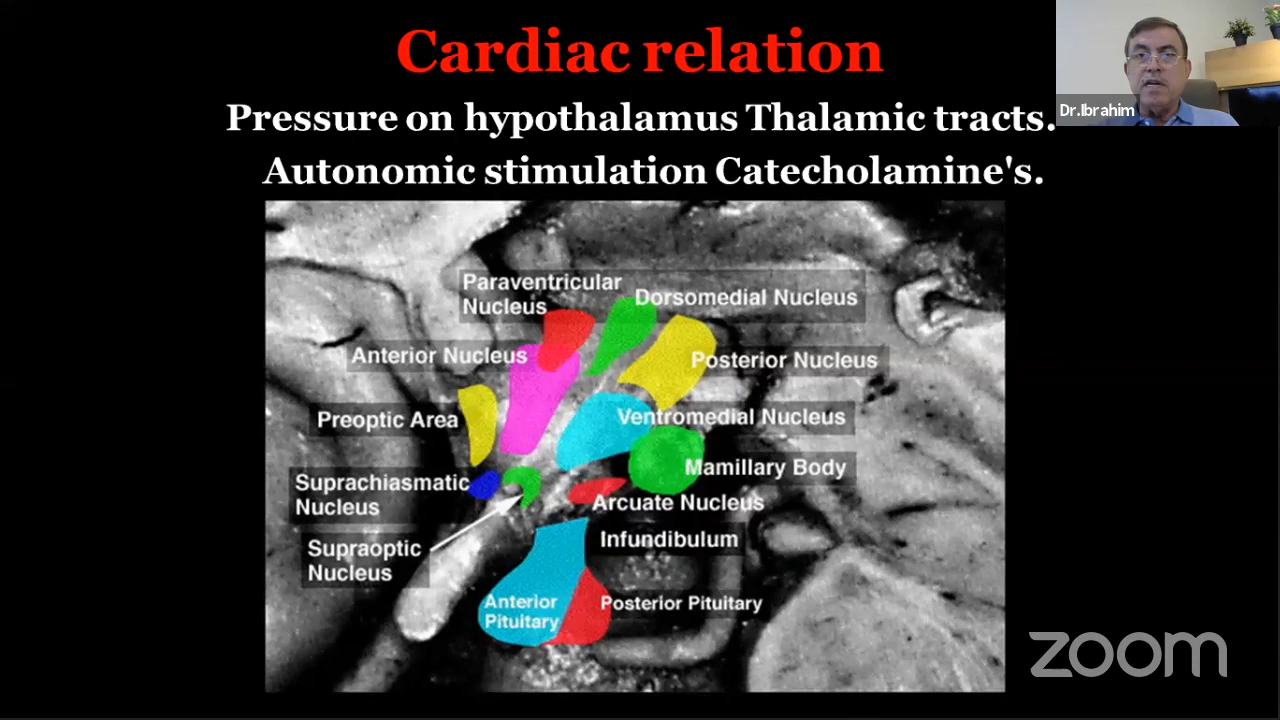 Cardiac relation
Dr.Ibrahim
Pressure on hypothalamus Thalamic tracts.
Autonomic stimulation Catecholamine's.
Paraventricular
Nucleus
Dorsomedial Nucleus
Anterior Nucleus
Posterior Nucleus
Preoptic Area
Ventromedial Nucleus
Suprachiasmatic
Nucleus
Mamillary Body
Arcuate Nucleus
Supraoptic
Nucleus
Infundibulum
Anterior
Pituitary
Posterior Pituitary
zoom